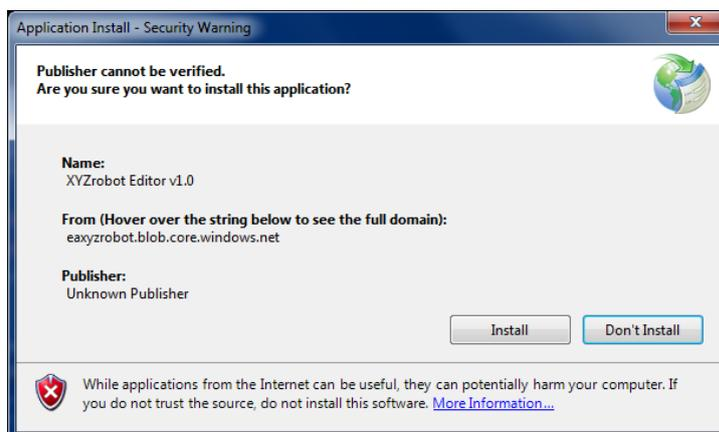 Application Install - Security Warning
Publisher cannot be verified.
Are you sure you want to install this application?
Name:
XYZrobot Editor v1.0
From (Hover over the string below to see the full domain):
eaxyzrobot.blob.core.windows.net
Publisher:
Unknown Publisher
Install
Don't Install
While applications from the Internet can be useful, they can potentially harm your computer. If
you do not trust the source, do not install this software. More Information...